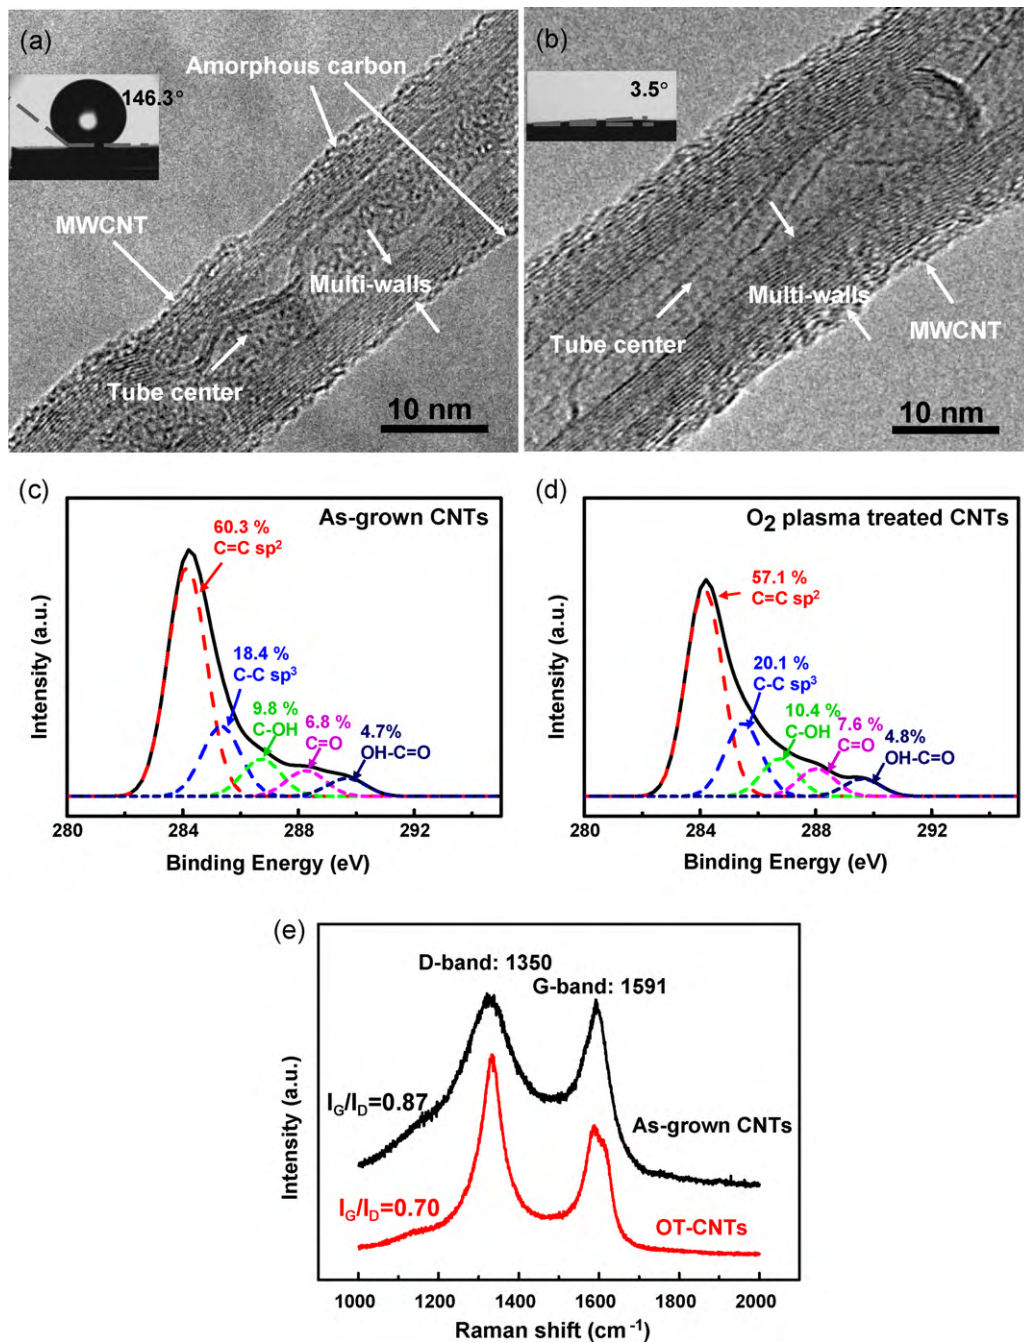 (a)
146.3°
Amorphous carbon
MWCNT
Multi-walls
Tube center
10 nm
(b)
3.5°
Multi-walls
Tube center
MWCNT
10 nm
(c)
As-grown CNTs
60.3 %
C=C sp²
18.4 %
C-C sp³
9.8 %
C-OH
6.8 %
C=O
4.7%
OH-C=O
Intensity (a.u.)
280 284 288 292
Binding Energy (eV)
(d)
O₂ plasma treated CNTs
57.1 %
C=C sp²
20.1 %
C-C sp³
10.4 %
C-OH
7.6 %
C=O
4.8%
OH-C=O
Intensity (a.u.)
280 284 288 292
Binding Energy (eV)
(e)
D-band: 1350
G-band: 1591
I_G/I_D=0.87
As-grown CNTs
I_G/I_D=0.70
OT-CNTs
Intensity (a.u.)
1000 1200 1400 1600 1800 2000
Raman shift (cm⁻¹)